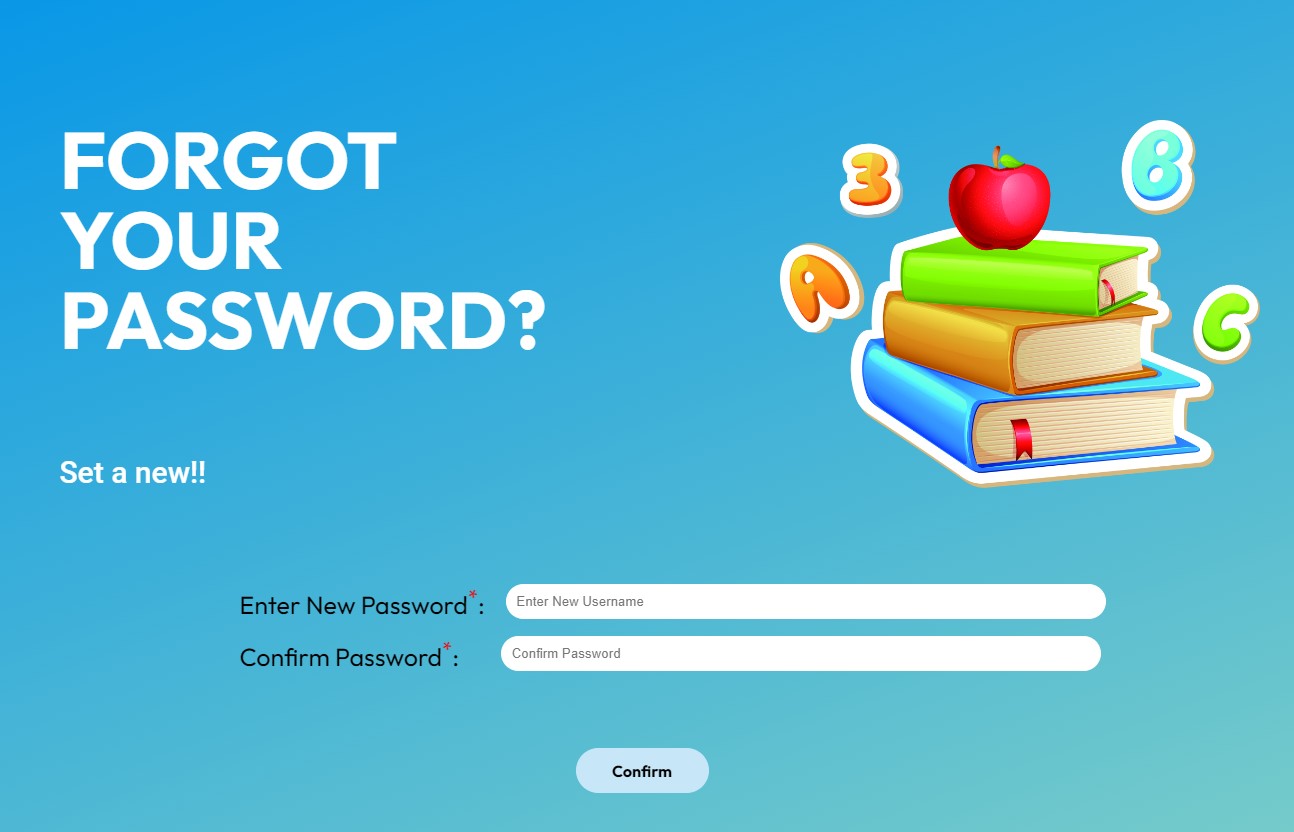 FORGOT
YOUR
PASSWORD?
3
B
A
C
Set a new!!
Enter New Password*: Enter New Username
Confirm Password*: Confirm Password
Confirm